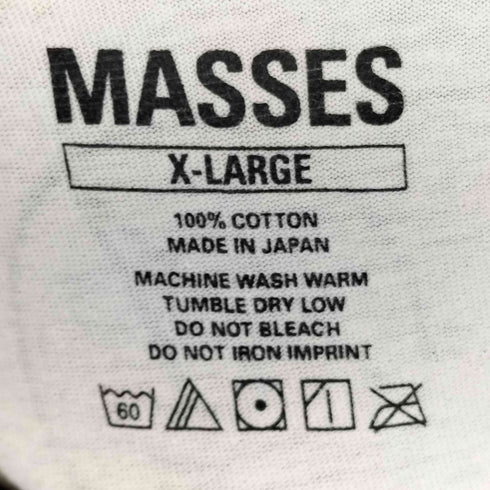 MASSES
X-LARGE
100% COTTON
MADE IN JAPAN
MACHINE WASH WARM
TUMBLE DRY LOW
DO NOT BLEACH
DO NOT IRON IMPRINT
60